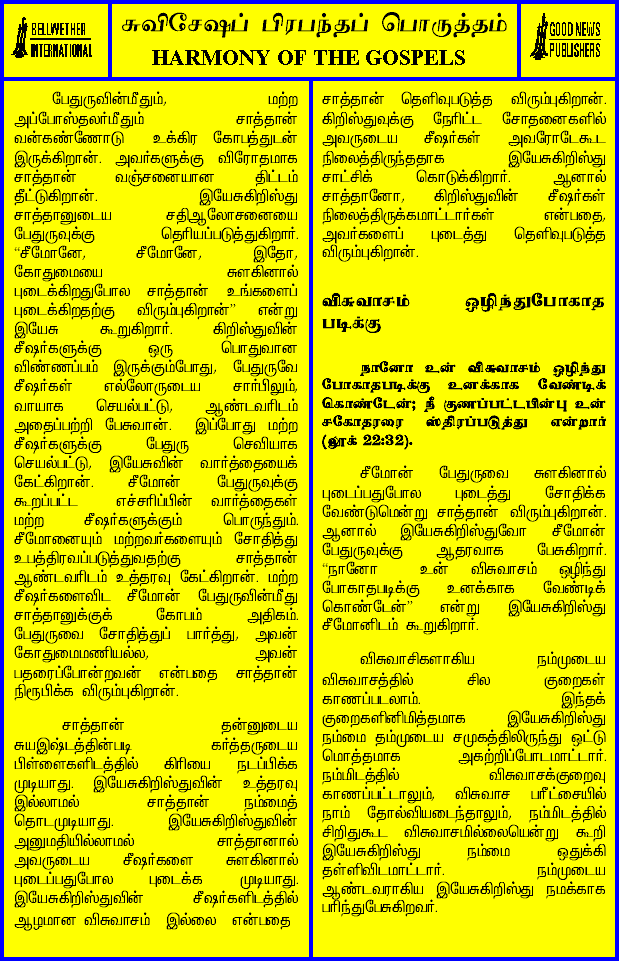 BELLWETHER
INTERNATIONAL
சுவிசேஷப் பிரபந்தப் பொருத்தம்
HARMONY OF THE GOSPELS
GOOD NEWS
PUBLISHERS
பேதுருவின்மீதும், மற்ற
அப்போஸ்தலர்மீதும் சாத்தான்
வன்கண்ணோடு உக்கிர கோபத்துடன்
இருக்கிறான். அவர்களுக்கு விரோதமாக
சாத்தான் வஞ்சனையான திட்டம்
தீட்டுகிறான். இயேசுகிறிஸ்து
சாத்தானுடைய சதிஆலோசனையை
பேதுருவுக்கு தெரியப்படுத்துகிறார்.
“சீமோனே, சீமோனே, இதோ,
கோதுமையை சுளகினால்
புடைக்கிறதுபோல சாத்தான் உங்களைப்
புடைக்கிறதற்கு விரும்புகிறான்” என்று
இயேசு கூறுகிறார். கிறிஸ்துவின்
சீஷர்களுக்கு ஒரு பொதுவான
விண்ணப்பம் இருக்கும்போது, பேதுருவே
சீஷர்கள் எல்லோருடைய சார்பிலும்,
வாயாக செயல்பட்டு, ஆண்டவரிடம்
அதைப்பற்றி பேசுவான். இப்போது மற்ற
சீஷர்களுக்கு பேதுரு செவியாக
செயல்பட்டு, இயேசுவின் வார்த்தையைக்
கேட்கிறான். சீமோன் பேதுருவுக்கு
கூறப்பட்ட எச்சரிப்பின் வார்த்தைகள்
மற்ற சீஷர்களுக்கும் பொருந்தும்.
சீமோனையும் மற்றவர்களையும் சோதித்து
உபத்திரவப்படுத்துவதற்கு சாத்தான்
ஆண்டவரிடம் உத்தரவு கேட்கிறான். மற்ற
சீஷர்களைவிட சீமோன் பேதுருவின்மீது
சாத்தானுக்குக் கோபம் அதிகம்.
பேதுருவை சோதித்துப் பார்த்து, அவன்
கோதுமைமணியல்ல, அவன்
பதரைப்போன்றவன் என்பதை சாத்தான்
நிரூபிக்க விரும்புகிறான்.
சாத்தான் தன்னுடைய
சுயஇஷ்டத்தின்படி கர்த்தருடைய
பிள்ளைகளிடத்தில் கிரியை நடப்பிக்க
முடியாது. இயேசுகிறிஸ்துவின் உத்தரவு
இல்லாமல் சாத்தான் நம்மைத்
தொடமுடியாது. இயேசுகிறிஸ்துவின்
அனுமதியில்லாமல் சாத்தானால்
அவருடைய சீஷர்களை சுளகினால்
புடைப்பதுபோல புடைக்க முடியாது.
இயேசுகிறிஸ்துவின் சீஷர்களிடத்தில்
ஆழமான விசுவாசம் இல்லை என்பதை
சாத்தான் தெளிவுபடுத்த விரும்புகிறான்.
கிறிஸ்துவுக்கு நேரிட்ட சோதனைகளில்
அவருடைய சீஷர்கள் அவரோடேகூட
நிலைத்திருந்ததாக இயேசுகிறிஸ்து
சாட்சிக் கொடுக்கிறார். ஆனால்
சாத்தானோ, கிறிஸ்துவின் சீஷர்கள்
நிலைத்திருக்கமாட்டார்கள் என்பதை,
அவர்களைப் புடைத்து தெளிவுபடுத்த
விரும்புகிறான்.
விசுவாசம் ஒழிந்துபோகாத
படிக்கு
நானோ உன் விசுவாசம் ஒழிந்து
போகாதபடிக்கு உனக்காக வேண்டிக்
கொண்டேன்; நீ குணப்பட்டபின்பு உன்
சகோதரரை ஸ்திரப்படுத்து என்றார்
(லூக் 22:32).
சீமோன் பேதுருவை சுளகினால்
புடைப்பதுபோல புடைத்து சோதிக்க
வேண்டுமென்று சாத்தான் விரும்புகிறான்.
ஆனால் இயேசுகிறிஸ்துவோ சீமோன்
பேதுருவுக்கு ஆதரவாக பேசுகிறார்.
“நானோ உன் விசுவாசம் ஒழிந்து
போகாதபடிக்கு உனக்காக வேண்டிக்
கொண்டேன்” என்று இயேசுகிறிஸ்து
சீமோனிடம் கூறுகிறார்.
விசுவாசிகளாகிய நம்முடைய
விசுவாசத்தில் சில குறைகள்
காணப்படலாம். இந்தக்
குறைகளினிமித்தமாக இயேசுகிறிஸ்து
நம்மை தம்முடைய சமுகத்திலிருந்து ஒட்டு
மொத்தமாக அகற்றிப்போடமாட்டார்.
நம்மிடத்தில் விசுவாசக்குறைவு
காணப்பட்டாலும், விசுவாச பரீட்சையில்
நாம் தோல்வியடைந்தாலும், நம்மிடத்தில்
சிறிதுகூட விசுவாசமில்லையென்று கூறி
இயேசுகிறிஸ்து நம்மை ஒதுக்கி
தள்ளிவிடமாட்டார். நம்முடைய
ஆண்டவராகிய இயேசுகிறிஸ்து நமக்காக
பரிந்துபேசுகிறவர்.